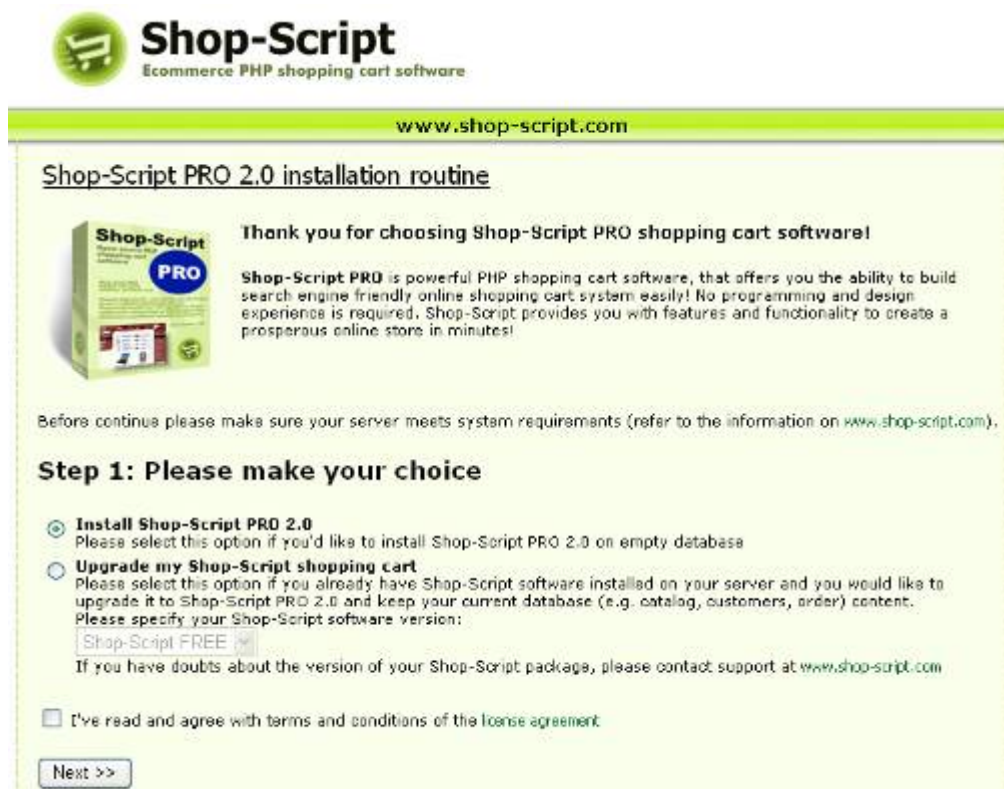 Shop-Script
Ecommerce PHP shopping cart software
www.shop-script.com
Shop-Script PRO 2.0 installation routine
Shop-Script
PRO
Thank you for choosing Shop-Script PRO shopping cart software!
Shop-Script PRO is powerful PHP shopping cart software, that offers you the ability to build
search engine friendly online shopping cart system easily! No programming and design
experience is required. Shop-Script provides you with features and functionality to create a
prosperous online store in minutes!
Before continue please make sure your server meets system requirements (refer to the information on www.shop-script.com).
Step 1: Please make your choice
Install Shop-Script PRO 2.0
Please select this option if you'd like to install Shop-Script PRO 2.0 on empty database
Upgrade my Shop-Script shopping cart
Please select this option if you already have Shop-Script software installed on your server and you would like to
upgrade it to Shop-Script PRO 2.0 and keep your current database (e.g. catalog, customers, order) content.
Please specify your Shop-Script software version:
Shop-Script FREE
If you have doubts about the version of your Shop-Script package, please contact support at www.shop-script.com
I've read and agree with terms and conditions of the license agreement
Next >>